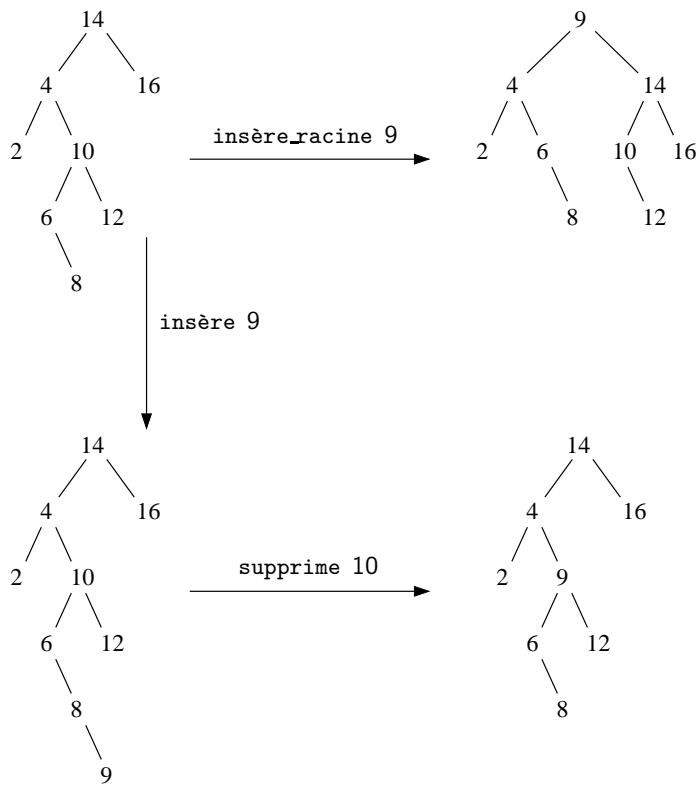 14 9
4 16 4 14
2 10 insère_racine 9 2 6 10 16
6 12 8 12
8
insère 9
14 14
4 16 4 16
2 10 supprime 10 2 9
6 12 6 12
8 8
9